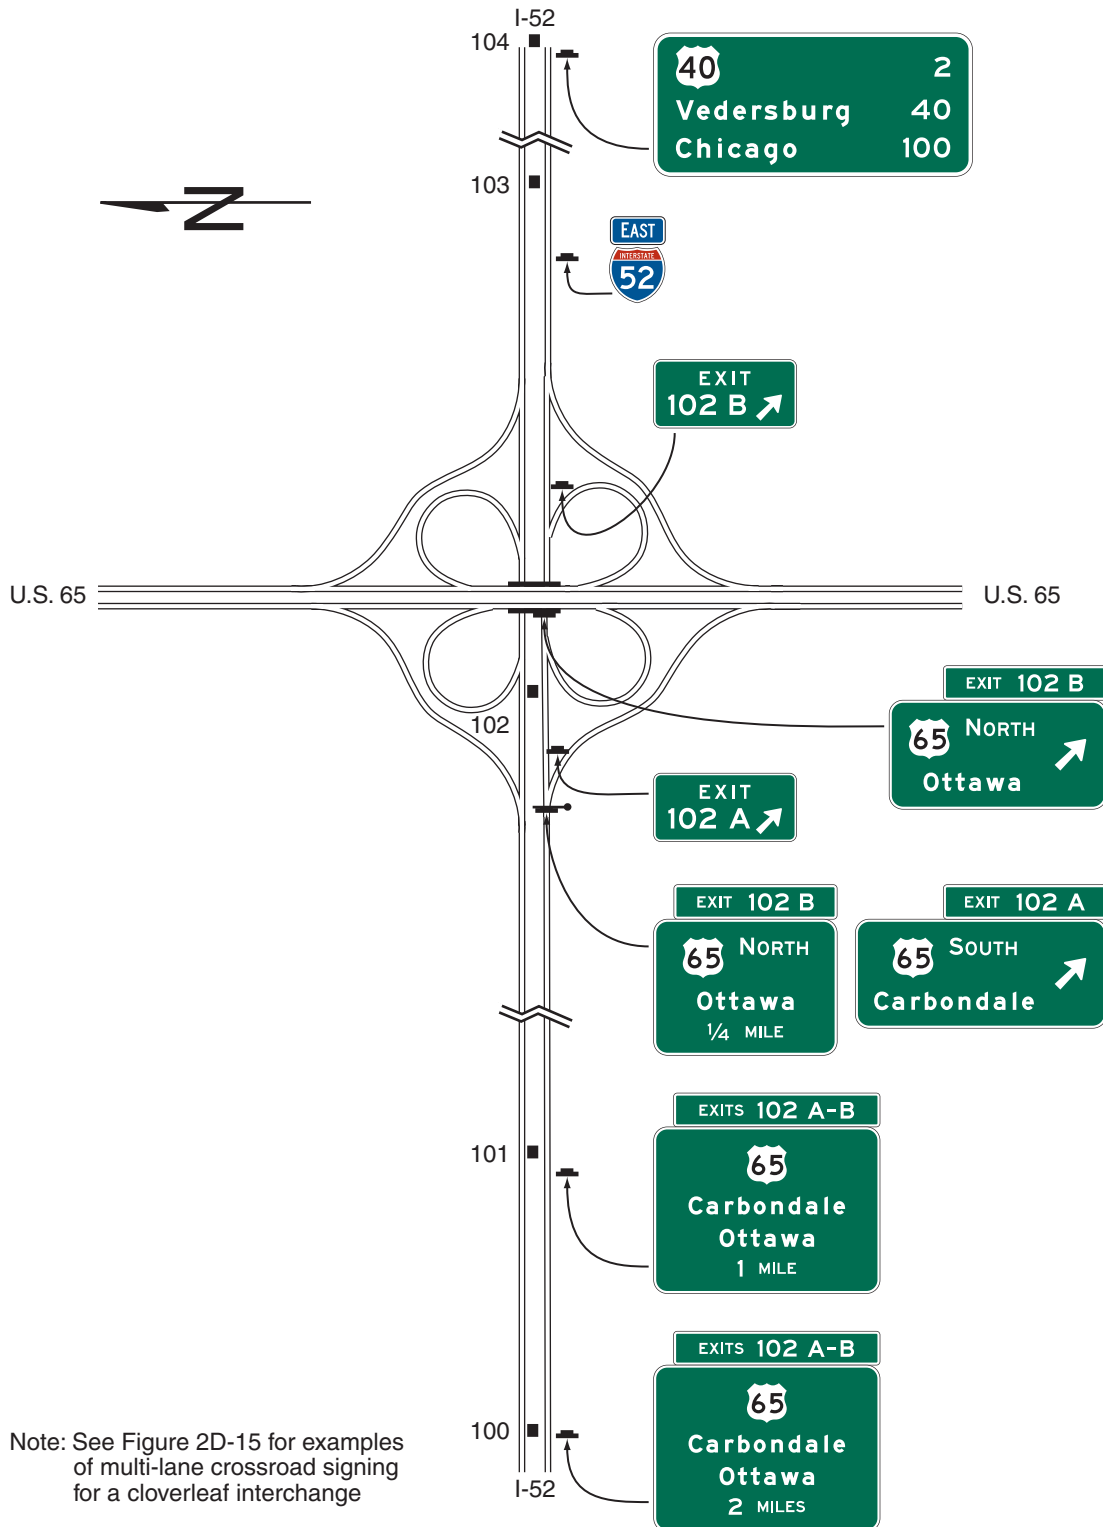 I-52
104
40 2
Vedersburg 40
Chicago 100
103
N
EAST
INTERSTATE
52
EXIT
102 B
U.S. 65
U.S. 65
EXIT 102 B
65 NORTH
Ottawa
102
EXIT
102 A
EXIT 102 B
65 NORTH
Ottawa
1/4 MILE
EXIT 102 A
65 SOUTH
Carbondale
101
EXITS 102 A-B
65
Carbondale
Ottawa
1 MILE
100
EXITS 102 A-B
65
Carbondale
Ottawa
2 MILES
I-52
Note: See Figure 2D-15 for examples
of multi-lane crossroad signing
for a cloverleaf interchange